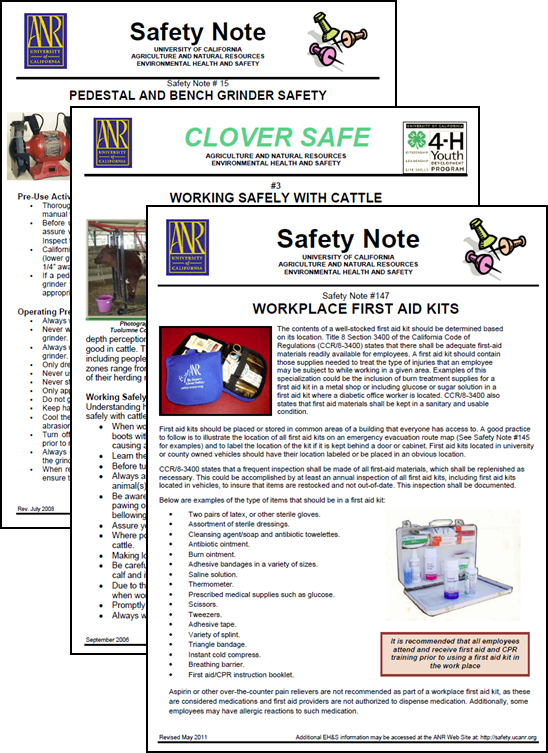 ANR
UNIVERSITY
of
CALIFORNIA
Safety Note
UNIVERSITY OF CALIFORNIA
AGRICULTURE AND NATURAL RESOURCES
ENVIRONMENTAL HEALTH AND SAFETY
Safety Note # 15
PEDESTAL AND BENCH GRINDER SAFETY
Pre-Use Activ
Thoroug
manual
Before u
assure
Inspect
Californi
(lower g
1/4" awa
If a ped
grinder
appropri
Operating Pre
Always
Never w
grinder.
Always
grinder.
Only dre
Never us
Never st
Only app
Do not g
Keep ha
Cool the
abrasion
Turn off
prior to
Always
the grind
When re
ensure t
Rev. July 2008
ANR
UNIVERSITY
of
CALIFORNIA
CLOVER SAFE
AGRICULTURE AND NATURAL RESOURCES
ENVIRONMENTAL HEALTH AND SAFETY
UNIVERSITY OF CALIFORNIA
4-H
Youth
DEVELOPMENT
PROGRAM
CITIZENSHIP
LEADERSHIP
LIFE SKILLS
#3
WORKING SAFELY WITH CATTLE
Photograp
Tuolumne Co
depth perception
good in cattle. T
including people
zones range from
of their herding
Working Safely
Understanding h
safely with cattle
When wo
boots with
causing a
Learn the
Before tu
Always a
animal(s)
Be aware
pawing o
bellowing
Assure y
Where po
cattle.
Making lo
Be carefu
calf and i
Due to th
when wo
Promptly
Always w
September 2006
ANR
UNIVERSITY
of
CALIFORNIA
Safety Note
UNIVERSITY OF CALIFORNIA
AGRICULTURE AND NATURAL RESOURCES
ENVIRONMENTAL HEALTH AND SAFETY
Safety Note #147
WORKPLACE FIRST AID KITS
ANR
The contents of a well-stocked first aid kit should be determined based
on its location. Title 8 Section 3400 of the California Code of
Regulations (CCR/8-3400) states that there shall be adequate first-aid
materials readily available for employees. A first aid kit should contain
those supplies needed to treat the type of injuries that an employee
may be subject to while working in a given area. Examples of this
specialization could be the inclusion of burn treatment supplies for a
first aid kit in a metal shop or including glucose or sugar solution in a
first aid kit where a diabetic office worker is located. CCR/8-3400 also
states that first aid materials shall be kept in a sanitary and usable
condition.
First aid kits should be placed or stored in common areas of a building that everyone has access to. A good practice
to follow is to illustrate the location of all first aid kits on an emergency evacuation route map (See Safety Note #145
for examples) and to label the location of the kit if it is kept behind a door or cabinet. First aid kits located in university
or county owned vehicles should have their location labeled or be placed in an obvious location.
CCR/8-3400 states that a frequent inspection shall be made of all first-aid materials, which shall be replenished as
necessary. This could be accomplished by at least an annual inspection of all first aid kits, including first aid kits
located in vehicles, to insure that items are restocked and not out-of-date. This inspection shall be documented.
Below are examples of the type of items that should be in a first aid kit:
Two pairs of latex, or other sterile gloves.
Assortment of sterile dressings.
Cleansing agent/soap and antibiotic towelettes.
Antibiotic ointment.
Burn ointment.
Adhesive bandages in a variety of sizes.
Saline solution.
Thermometer.
Prescribed medical supplies such as glucose.
Scissors.
Tweezers.
Adhesive tape.
Variety of splint.
Triangle bandage.
Instant cold compress.
Breathing barrier.
First aid/CPR instruction booklet.
It is recommended that all employees
attend and receive first aid and CPR
training prior to using a first aid kit in
the work place
Aspirin or other over-the-counter pain relievers are not recommended as part of a workplace first aid kit, as these
are considered medications and first aid providers are not authorized to dispense medication. Additionally, some
employees may have allergic reactions to such medication.
Revised May 2011
Additional EH&S information may be accessed at the ANR Web Site at: http://safety.ucanr.org